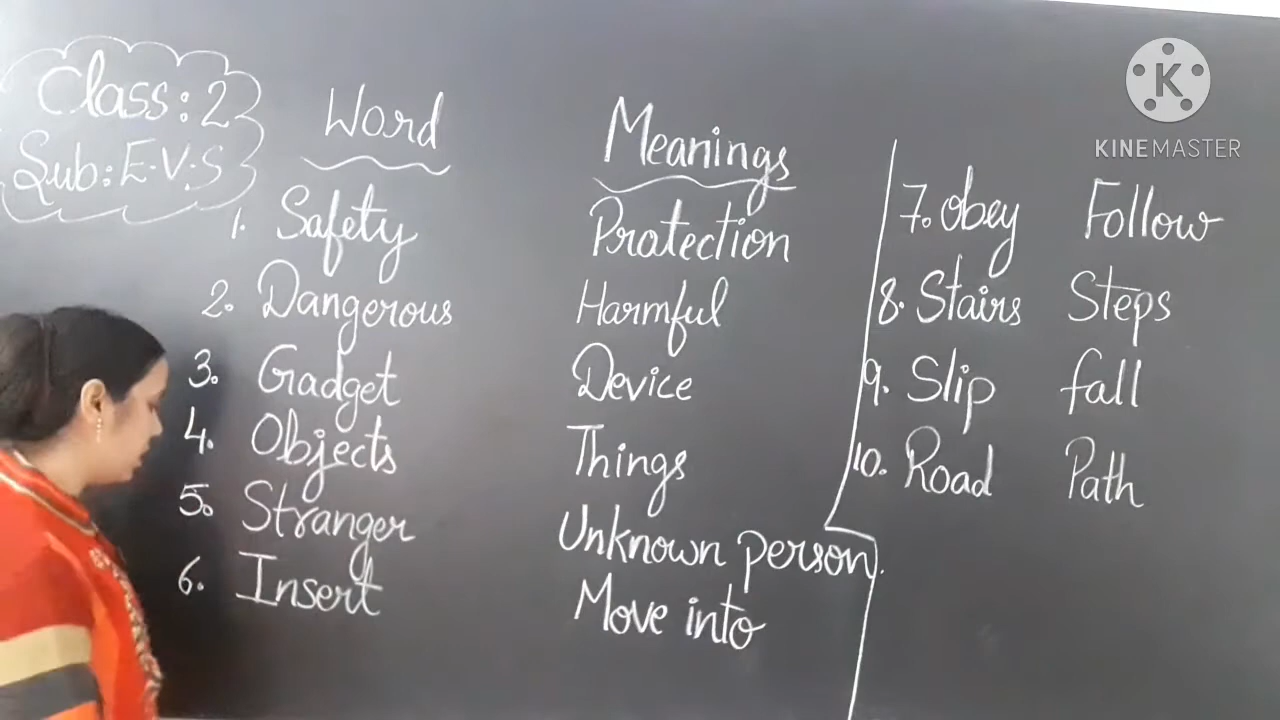 Class: 2
Sub: E.V.S
Word Meanings
1. Safety Protection
2. Dangerous Harmful
3. Gadget Device
4. Objects Things
5. Stranger Unknown person.
6. Insert Move into
7. Obey Follow
8. Stairs Steps
9. Slip fall
10. Road Path
K
KINEMASTER